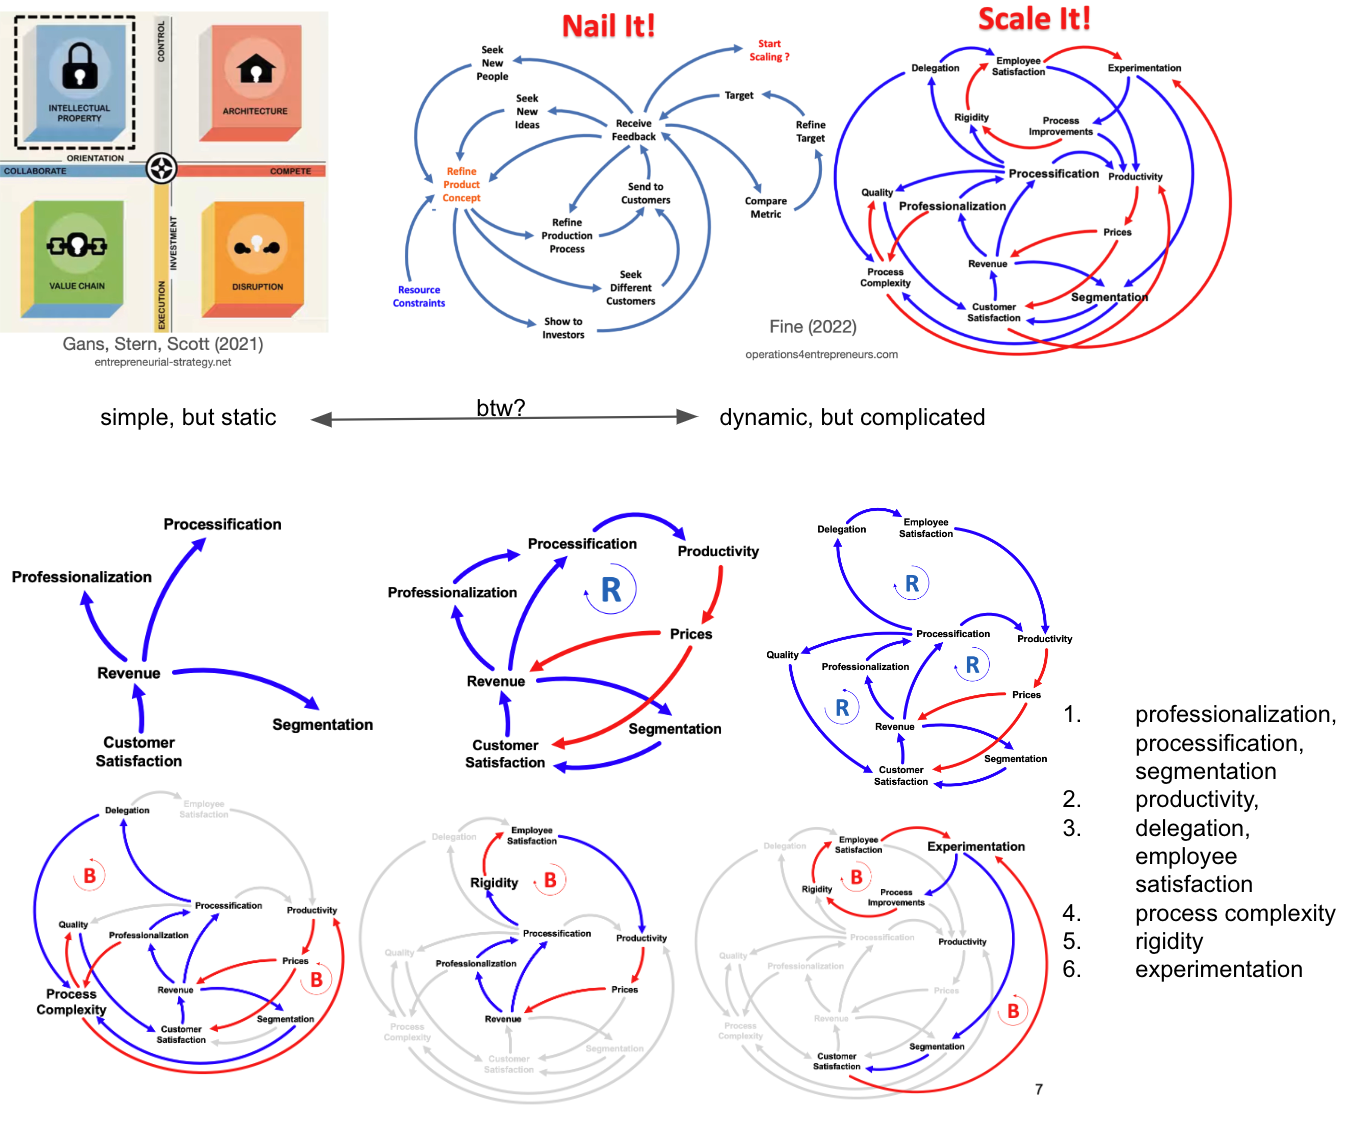 INTELLECTUAL
PROPERTY
ARCHITECTURE
VALUE CHAIN
DISRUPTION
CONTROL
ORIENTATION
COLLABORATE
COMPETE
INVESTMENT
EXECUTION
Gans, Stern, Scott (2021)
entrepreneurial-strategy.net
Nail It!
Seek
New
People
Start
Scaling ?
Seek
New
Ideas
Target
Receive
Feedback
Refine
Target
Refine
Product
Concept
-
Send to
Customers
Compare
Metric
Refine
Production
Process
Resource
Constraints
Seek
Different
Customers
Show to
Investors
Fine (2022)
operations4entrepreneurs.com
Scale It!
Delegation
Employee
Satisfaction
Experimentation
Rigidity
Process
Improvements
Processification
Productivity
Quality
Professionalization
Prices
Revenue
Process
Complexity
Segmentation
Customer
Satisfaction
simple, but static
btw?
dynamic, but complicated
Processification
Professionalization
Revenue
Segmentation
Customer
Satisfaction
Processification
Productivity
Professionalization
R
Prices
Revenue
Segmentation
Customer
Satisfaction
Delegation
Employee
Satisfaction
R
Processification
Productivity
Quality
Professionalization
R
R
Prices
Revenue
Segmentation
Customer
Satisfaction
1. professionalization,
processification,
segmentation
2. productivity,
3. delegation,
employee
satisfaction
4. process complexity
5. rigidity
6. experimentation
Delegation
Employee
Satisfaction
B
Processification
Productivity
Quality
Professionalization
Prices
B
Revenue
Process
Complexity
Segmentation
Customer
Satisfaction
Delegation
Employee
Satisfaction
Rigidity
B
Processification
Productivity
Quality
Professionalization
Prices
Revenue
Process
Complexity
Segmentation
Customer
Satisfaction
Delegation
Employee
Satisfaction
Experimentation
B
Rigidity
Process
Improvements
Processification
Productivity
Quality
Professionalization
Prices
B
Revenue
Process
Complexity
Segmentation
Customer
Satisfaction
7